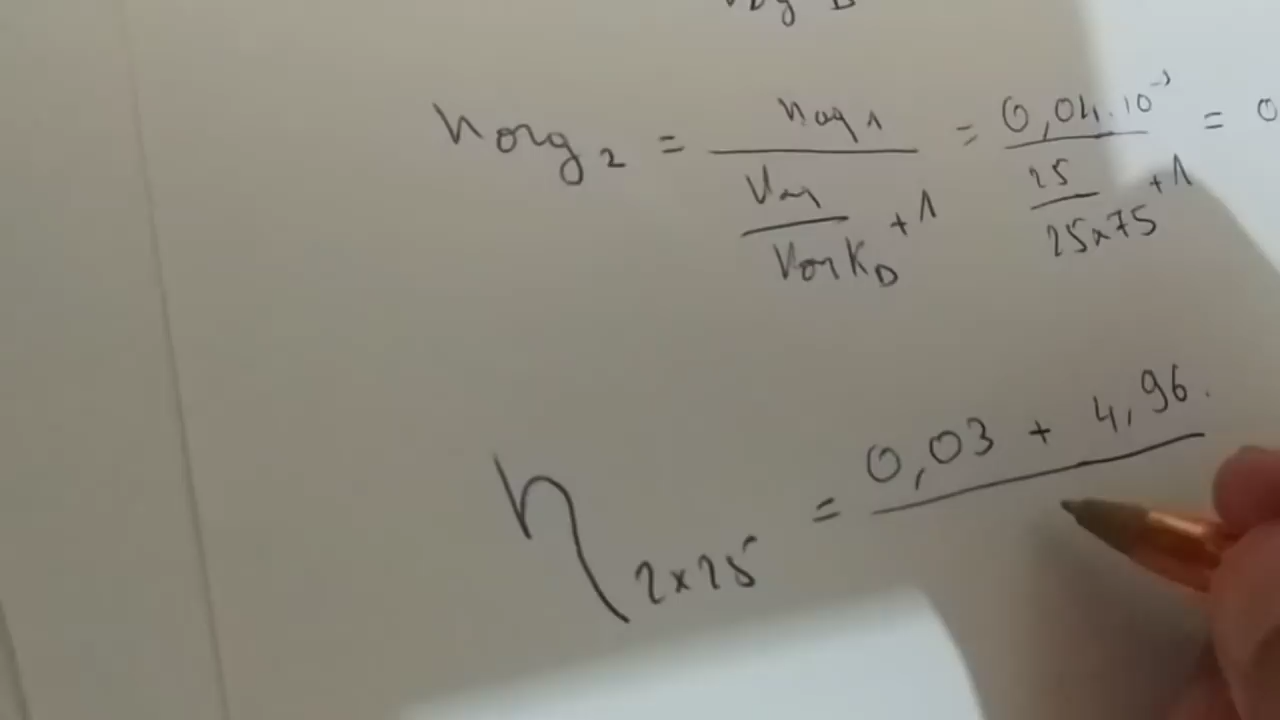 n org 2 = n aq 1 / (V aq / V org K D + 1) = 0,04.10⁻³ / (25 / 25x75 + 1) = 0
η 2x25 = 0,03 + 4,96.